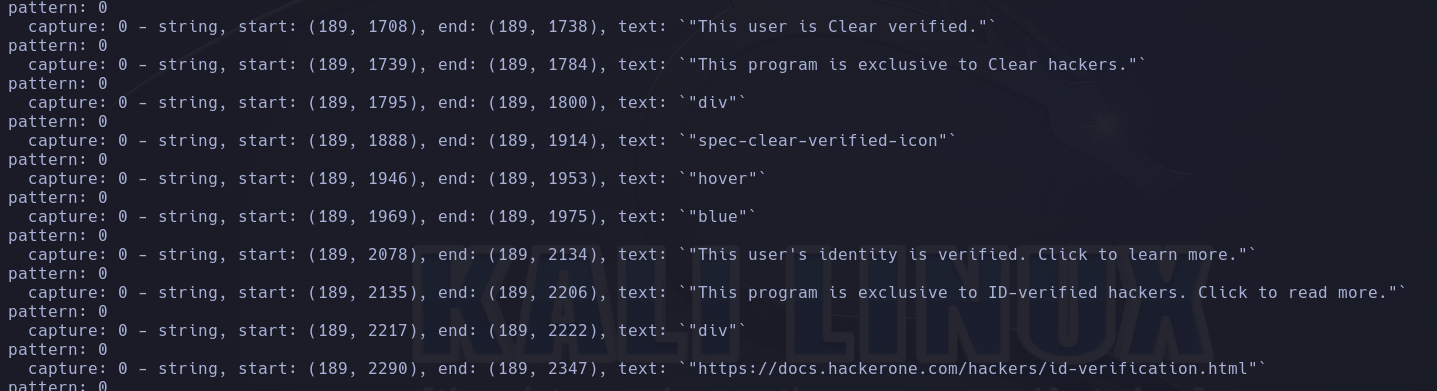 pattern: 0
  capture: 0 - string, start: (189, 1708), end: (189, 1738), text: `"This user is Clear verified."`
pattern: 0
  capture: 0 - string, start: (189, 1739), end: (189, 1784), text: `"This program is exclusive to Clear hackers."`
pattern: 0
  capture: 0 - string, start: (189, 1795), end: (189, 1800), text: `"div"`
pattern: 0
  capture: 0 - string, start: (189, 1888), end: (189, 1914), text: `"spec-clear-verified-icon"`
pattern: 0
  capture: 0 - string, start: (189, 1946), end: (189, 1953), text: `"hover"`
pattern: 0
  capture: 0 - string, start: (189, 1969), end: (189, 1975), text: `"blue"`
pattern: 0
  capture: 0 - string, start: (189, 2078), end: (189, 2134), text: `"This user's identity is verified. Click to learn more."`
pattern: 0
  capture: 0 - string, start: (189, 2135), end: (189, 2206), text: `"This program is exclusive to ID-verified hackers. Click to read more."`
pattern: 0
  capture: 0 - string, start: (189, 2217), end: (189, 2222), text: `"div"`
pattern: 0
  capture: 0 - string, start: (189, 2290), end: (189, 2347), text: `"https://docs.hackerone.com/hackers/id-verification.html"`
pattern: 0
KALI LINUX